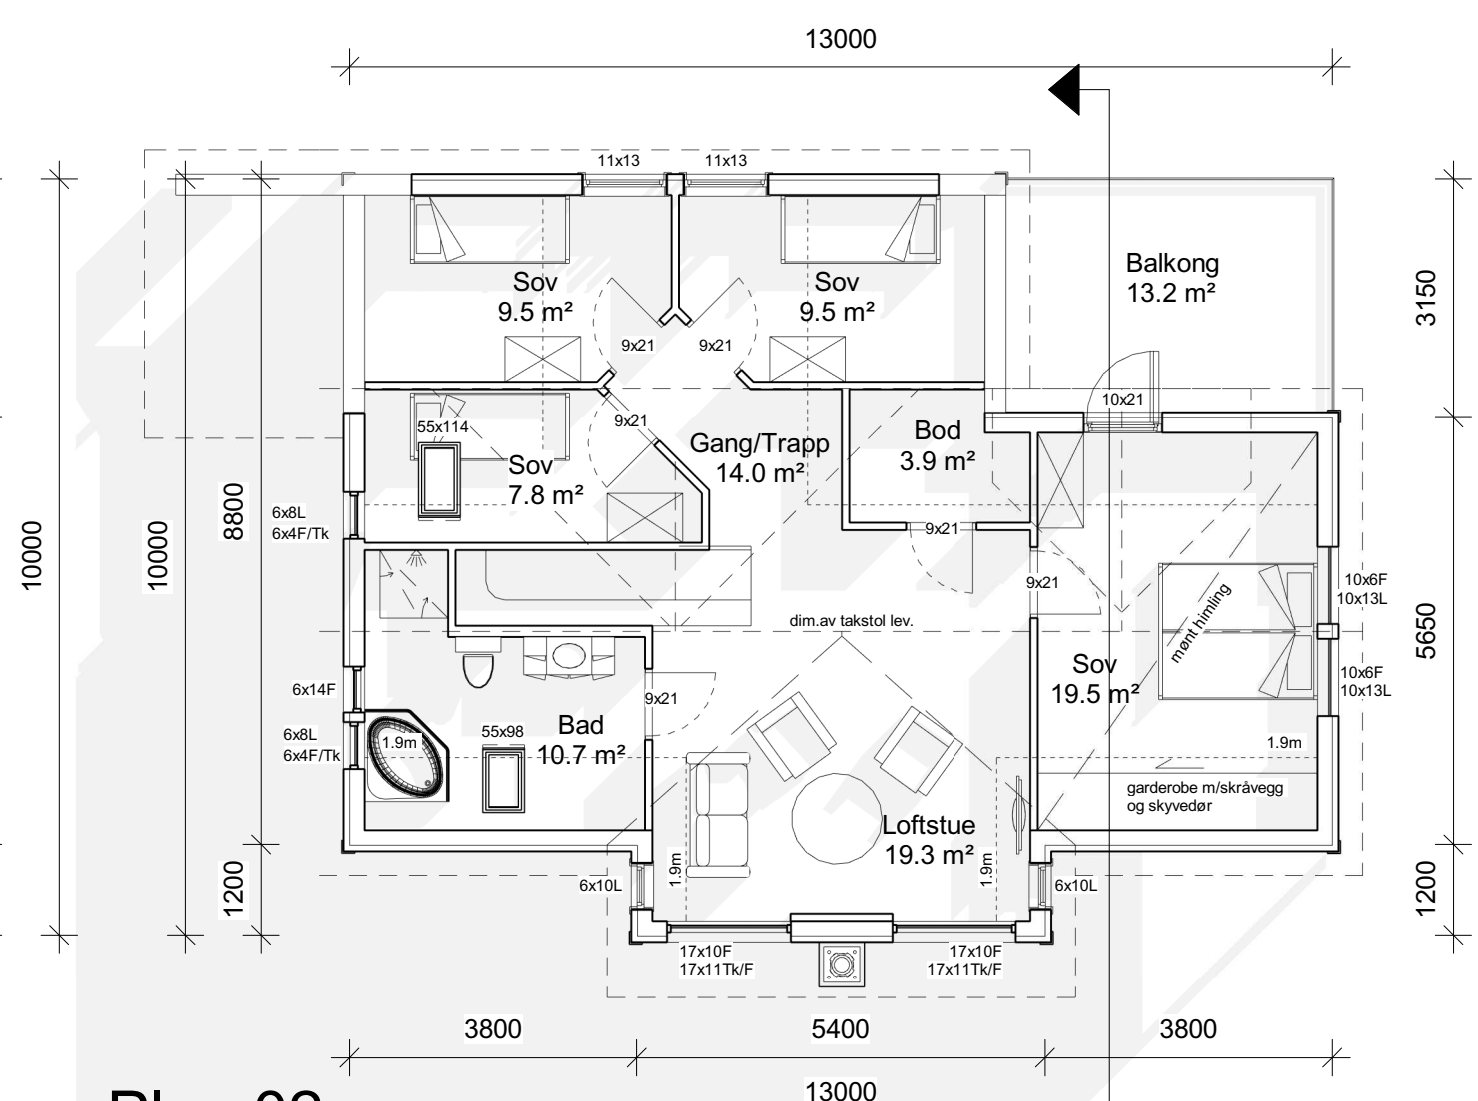 13000
11x13
11x13
Sov
9.5 m²
Sov
9.5 m²
Balkong
13.2 m²
3150
9x21
9x21
10x21
55x114
9x21
Gang/Trapp
14.0 m²
Bod
3.9 m²
Sov
7.8 m²
6x8L
6x4F/Tk
8800
10000
10000
9x21
9x21
10x6F
10x13L
dim.av takstol lev.
mønt himling
5650
Sov
19.5 m²
10x6F
10x13L
6x14F
9x21
6x8L
6x4F/Tk
1.9m
55x98
Bad
10.7 m²
1.9m
garderobe m/skråvegg
og skyvedør
Loftstue
19.3 m²
1.9m
1.9m
6x10L
6x10L
1200
1200
17x10F
17x11Tk/F
17x10F
17x11Tk/F
3800
5400
3800
13000